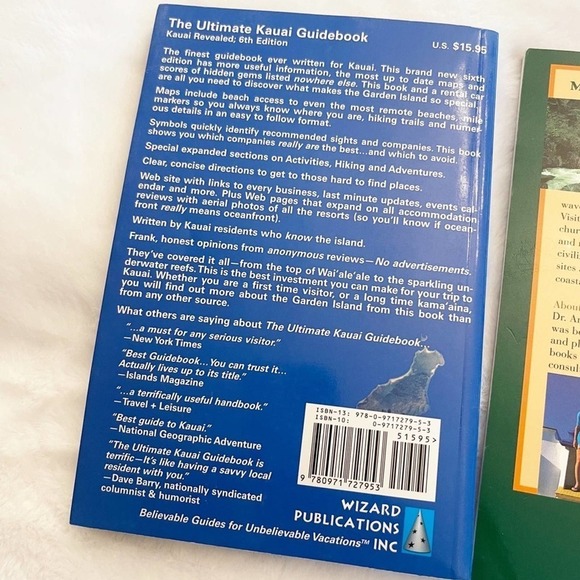 The Ultimate Kauai Guidebook
Kauai Revealed; 6th Edition
U.S. $15.95
The finest guidebook ever written for Kauai. This brand new sixth
edition has more useful information, the most up to date maps and
scores of hidden gems listed nowhere else. This book and a rental car
are all you need to discover what makes the Garden Island so special.
Maps include beach access to even the most remote beaches, mile
markers so you always know where you are, hiking trails and numer-
ous details in an easy to follow format.
Symbols quickly identify recommended sights and companies. This book
shows you which companies really are the best...and which to avoid.
Special expanded sections on Activities, Hiking and Adventures.
Clear, concise directions to get to those hard to find places.
Web site with links to every business, last minute updates, events cal-
endar and more. Plus Web pages that expand on all accommodation
reviews with aerial photos of all the resorts (so you'll know if ocean-
front really means oceanfront).
Written by Kauai residents who know the island.
Frank, honest opinions from anonymous reviews—No advertisements.
They've covered it all—from the top of Wai'ale'ale to the sparkling un-
derwater reefs. This is the best investment you can make for your trip to
Kauai. Whether you are a first time visitor, or a long time kama'aina,
you will find out more about the Garden Island from this book than
from any other source.
What others are saying about The Ultimate Kauai Guidebook.
"...a must for any serious visitor."
—New York Times
"Best Guidebook...You can trust it...
Actually lives up to its title."
—Islands Magazine
"...a terrifically useful handbook."
—Travel + Leisure
"Best guide to Kauai."
—National Geographic Adventure
"The Ultimate Kauai Guidebook is
terrific—It's like having a savvy local
resident with you."
—Dave Barry, nationally syndicated
columnist & humorist
ISBN-13: 978-0-9717279-5-3
ISBN-10: 0-9717279-5-3
51595>
9 780971 727953
WIZARD
PUBLICATIONS
INC
Believable Guides for Unbelievable Vacations™
M
wave
Visit
chur
and
civili
sites
coasta
Abou
Dr. An
was b
and pl
books
consul